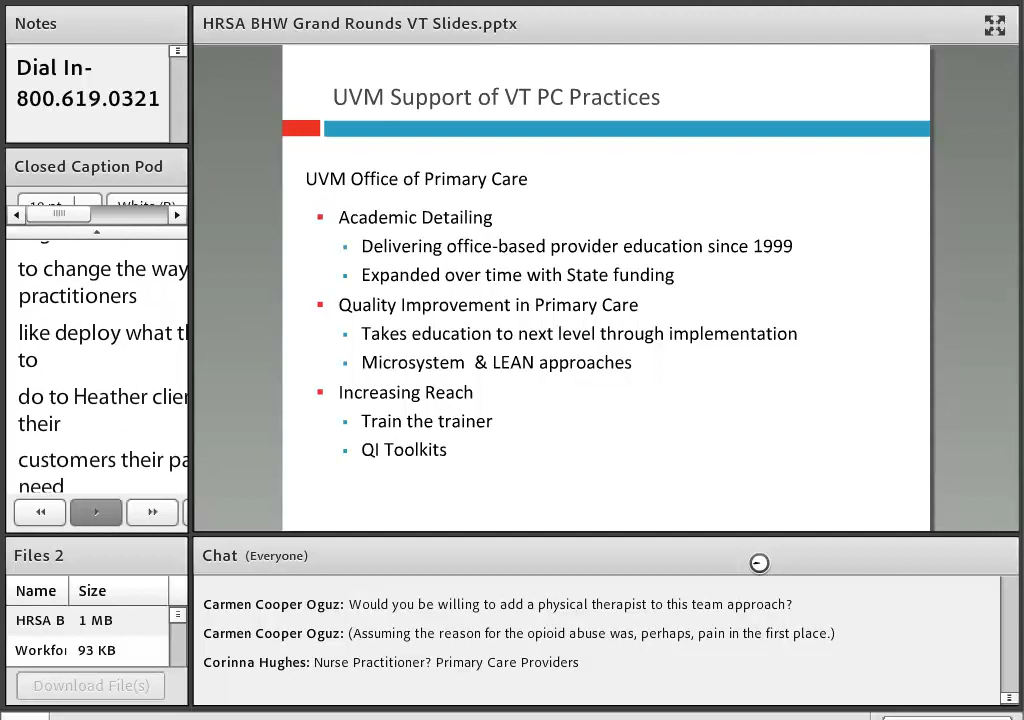 Notes
Dial In-
800.619.0321
Closed Caption Pod
to change the way
practitioners
like deploy what
to
do to Heather
their
customers their
need
Files 2
Name Size
HRSA B 1 MB
Workfo 93 KB
Download File(s)
HRSA BHW Grand Rounds VT Slides.pptx
UVM Support of VT PC Practices
UVM Office of Primary Care
Academic Detailing
Delivering office-based provider education since 1999
Expanded over time with State funding
Quality Improvement in Primary Care
Takes education to next level through implementation
Microsystem & LEAN approaches
Increasing Reach
Train the trainer
QI Toolkits
Chat (Everyone)
Carmen Cooper Oguz: Would you be willing to add a physical therapist to this team approach?
Carmen Cooper Oguz: (Assuming the reason for the opioid abuse was, perhaps, pain in the first place.)
Corinna Hughes: Nurse Practitioner? Primary Care Providers